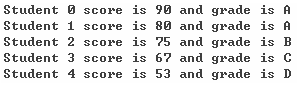 Student 0 score is 90 and grade is A
Student 1 score is 80 and grade is A
Student 2 score is 75 and grade is B
Student 3 score is 67 and grade is C
Student 4 score is 53 and grade is D